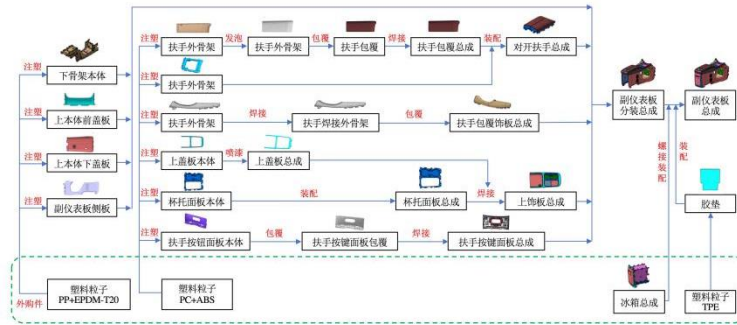 注塑
扶手外骨架
发泡
扶手外骨架
包覆
扶手包覆
焊接
扶手包覆总成
装配
对开扶手总成
注塑
下骨架本体
注塑
扶手外骨架
注塑
上本体前盖板
注塑
扶手外骨架
焊接
扶手焊接外骨架
包覆
扶手包覆饰板总成
副仪表板
分装总成
副仪表板
总成
螺接装配
装配
注塑
上本体下盖板
注塑
上盖板本体
喷漆
上盖板总成
注塑
副仪表板侧板
注塑
杯托面板本体
装配
杯托面板总成
焊接
上饰板总成
胶垫
注塑
扶手按钮面板本体
包覆
扶手按键面板包覆
焊接
扶手按键面板总成
外购件
塑料粒子
PP+EPDM-T20
塑料粒子
PC+ABS
冰箱总成
塑料粒子
TPE